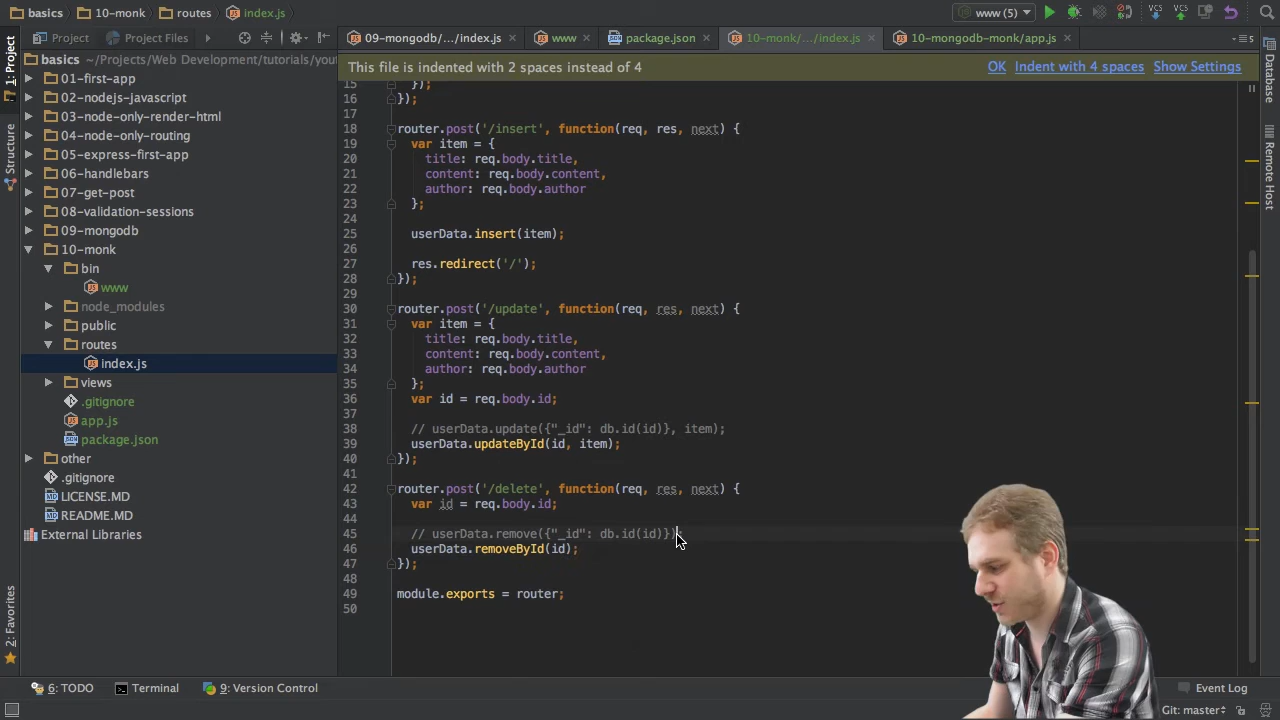 basics 10-monk routes index.js www (5)
Project Project Files 09-mongodb/.../index.js www package.json 10-monk/.../index.js 10-mongodb-monk/app.js
This file is indented with 2 spaces instead of 4 OK Indent with 4 spaces Show Settings
1: Project
Structure
2: Favorites
Database
Remote Host
basics ~/Projects/Web Development/tutorials/yout
01-first-app
02-nodejs-javascript
03-node-only-render-html
04-node-only-routing
05-express-first-app
06-handlebars
07-get-post
08-validation-sessions
09-mongodb
10-monk
bin
www
node_modules
public
routes
index.js
views
.gitignore
app.js
package.json
other
.gitignore
LICENSE.MD
README.MD
External Libraries
15 });
16 });
17
18 router.post('/insert', function(req, res, next) {
19 var item = {
20 title: req.body.title,
21 content: req.body.content,
22 author: req.body.author
23 };
24
25 userData.insert(item);
26
27 res.redirect('/');
28 });
29
30 router.post('/update', function(req, res, next) {
31 var item = {
32 title: req.body.title,
33 content: req.body.content,
34 author: req.body.author
35 };
36 var id = req.body.id;
37
38 // userData.update({"_id": db.id(id)}, item);
39 userData.updateById(id, item);
40 });
41
42 router.post('/delete', function(req, res, next) {
43 var id = req.body.id;
44
45 // userData.remove({"_id": db.id(id)});
46 userData.removeById(id);
47 });
48
49 module.exports = router;
50
6: TODO Terminal 9: Version Control Event Log
Git: master